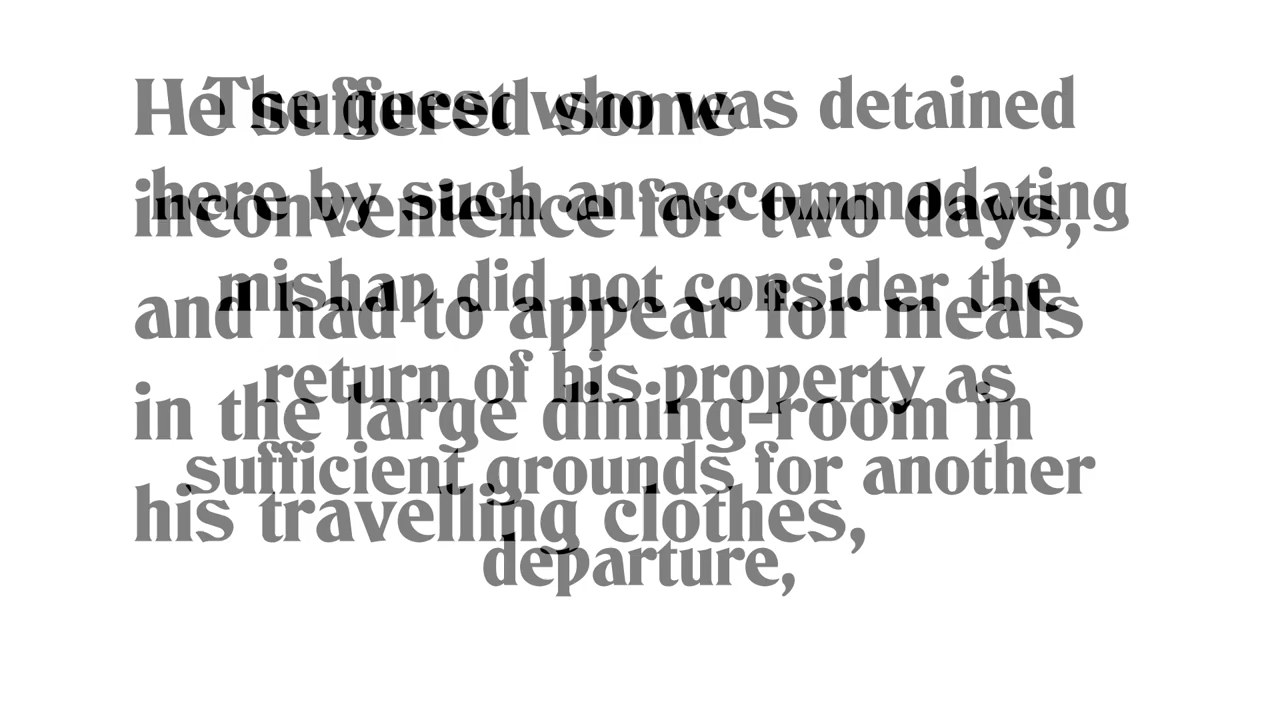 He suffered some
inconvenience for two days,
and had to appear for meals
in the large dining-room in
his travelling clothes,
The guest who was detained
here by such an accommodating
mishap did not consider the
return of his property as
sufficient grounds for another
departure,